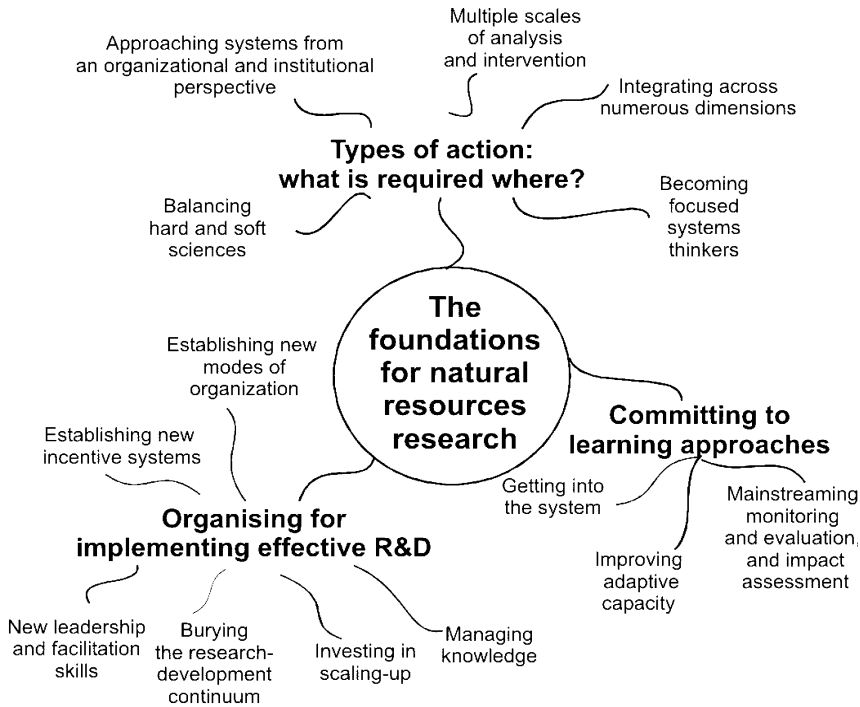 Multiple scales
of analysis
and intervention
Approaching systems from
an organizational and institutional
perspective
Integrating across
numerous dimensions
Types of action:
what is required where?
Balancing
hard and soft
sciences
Becoming
focused
systems
thinkers
The
foundations
for natural
resources
research
Establishing new
modes of
organization
Establishing new
incentive systems
Committing to
learning approaches
Getting into
the system
Mainstreaming
monitoring
and evaluation,
and impact
assessment
Improving
adaptive
capacity
Organising for
implementing effective R&D
New leadership
and facilitation
skills
Burying
the research-
development
continuum
Investing in
scaling-up
Managing
knowledge